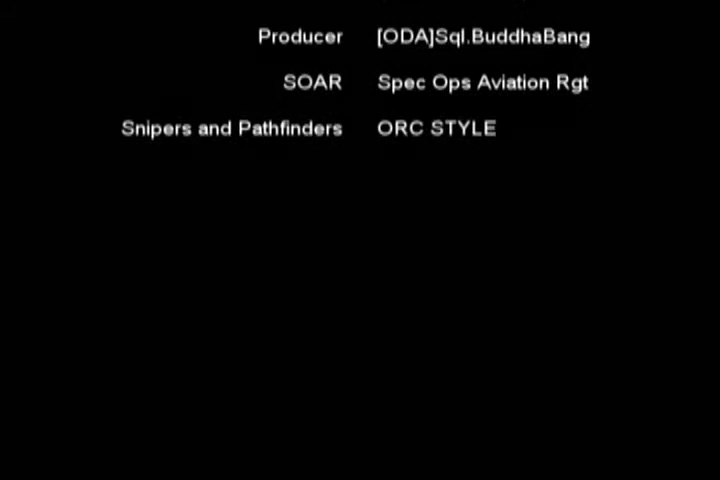 Producer [ODA]Sql.BuddhaBang
SOAR Spec Ops Aviation Rgt
Snipers and Pathfinders ORC STYLE